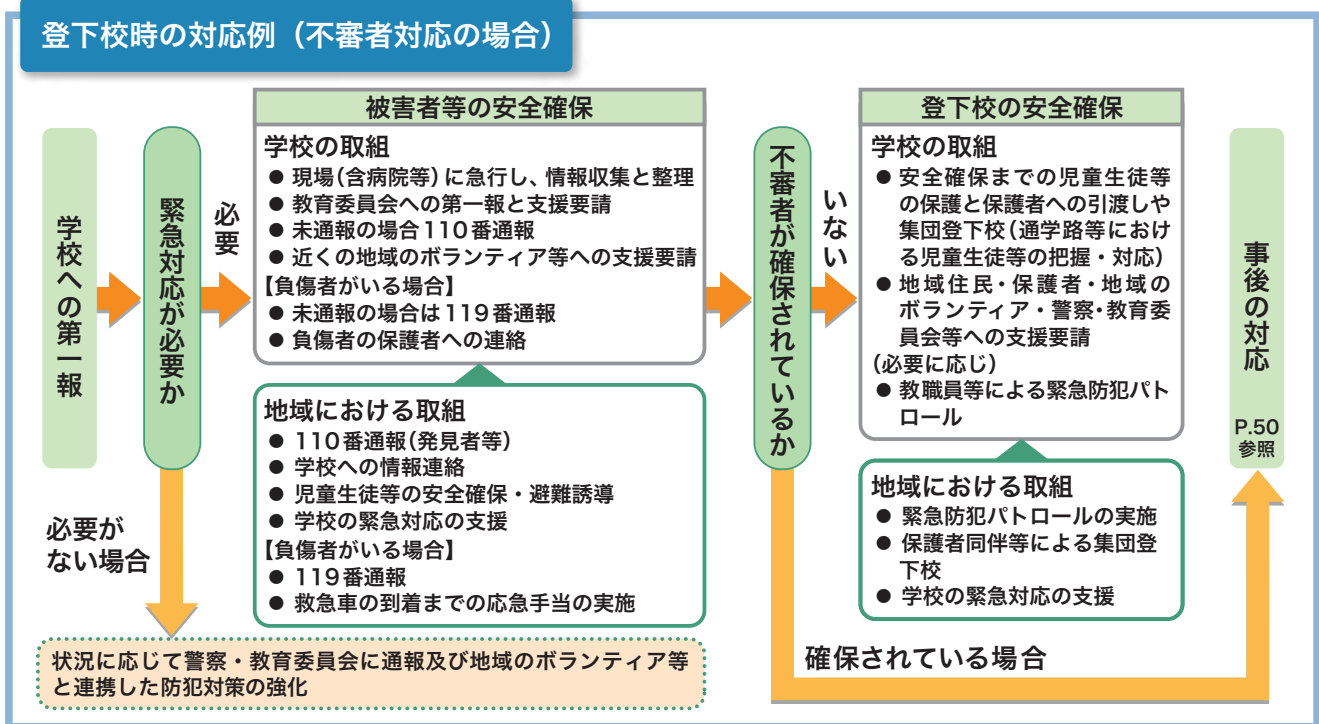 登下校時の対応例（不審者対応の場合）
学校への第一報
緊急対応が必要か
必要
必要が
ない場合
被害者等の安全確保
学校の取組
● 現場（含病院等）に急行し、情報収集と整理
● 教育委員会への第一報と支援要請
● 未通報の場合110番通報
● 近くの地域のボランティア等への支援要請
【負傷者がいる場合】
● 未通報の場合は119番通報
● 負傷者の保護者への連絡
地域における取組
● 110番通報（発見者等）
● 学校への情報連絡
● 児童生徒等の安全確保・避難誘導
● 学校の緊急対応の支援
【負傷者がいる場合】
● 119番通報
● 救急車の到着までの応急手当の実施
状況に応じて警察・教育委員会に通報及び地域のボランティア等
と連携した防犯対策の強化
不審者が確保されているか
いない
確保されている場合
登下校の安全確保
学校の取組
● 安全確保までの児童生徒等
の保護と保護者への引渡しや
集団登下校（通学路等におけ
る児童生徒等の把握・対応）
● 地域住民・保護者・地域の
ボランティア・警察・教育委
員会等への支援要請
（必要に応じ）
● 教職員等による緊急防犯パト
ロール
地域における取組
● 緊急防犯パトロールの実施
● 保護者同伴等による集団登
下校
● 学校の緊急対応の支援
事後の対応
P.50
参照